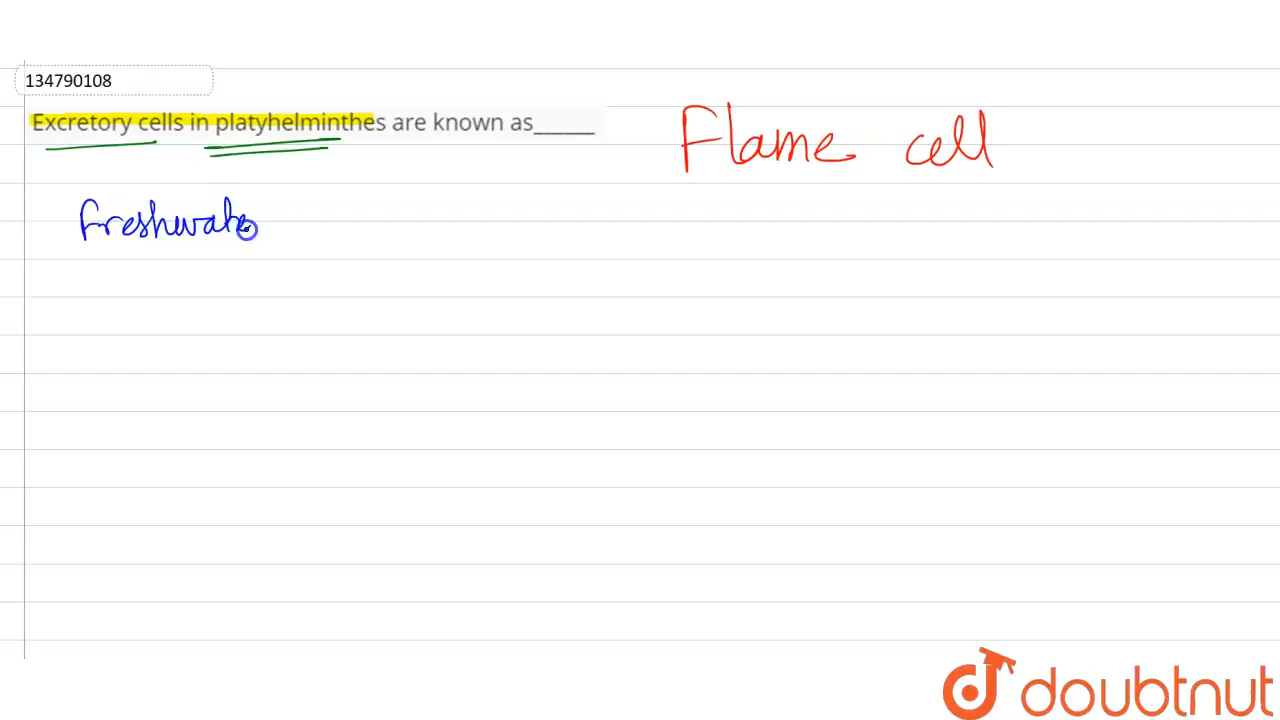 134790108
Excretory cells in platyhelminthes are known as______
Flame cell
Freshwate
doubtnut